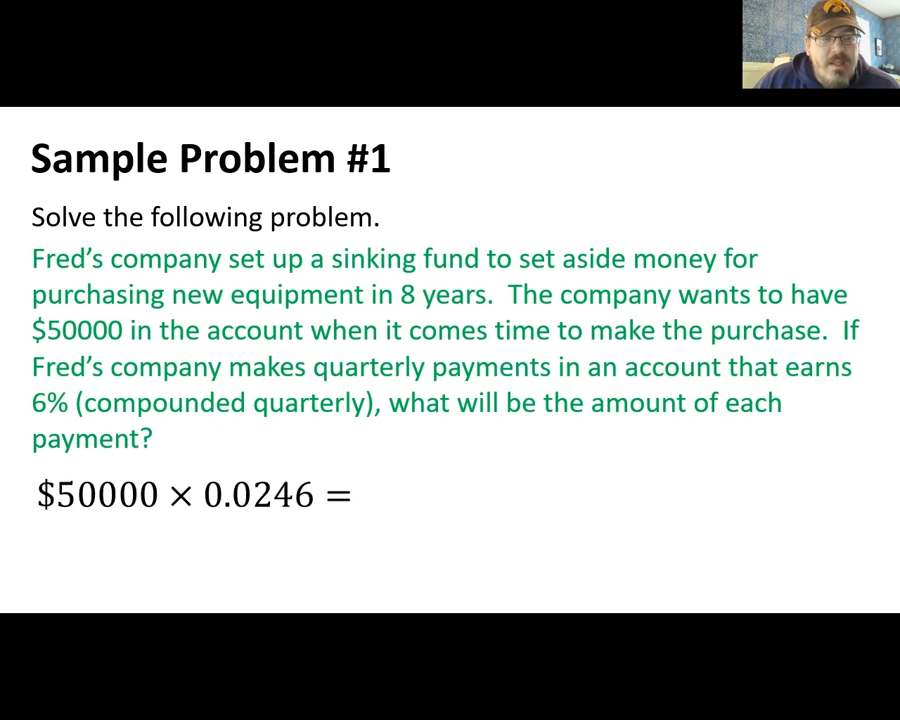 Sample Problem #1
Solve the following problem.
Fred’s company set up a sinking fund to set aside money for
purchasing new equipment in 8 years.  The company wants to have
$50000 in the account when it comes time to make the purchase.  If
Fred’s company makes quarterly payments in an account that earns
6% (compounded quarterly), what will be the amount of each
payment?
$50000 × 0.0246 =